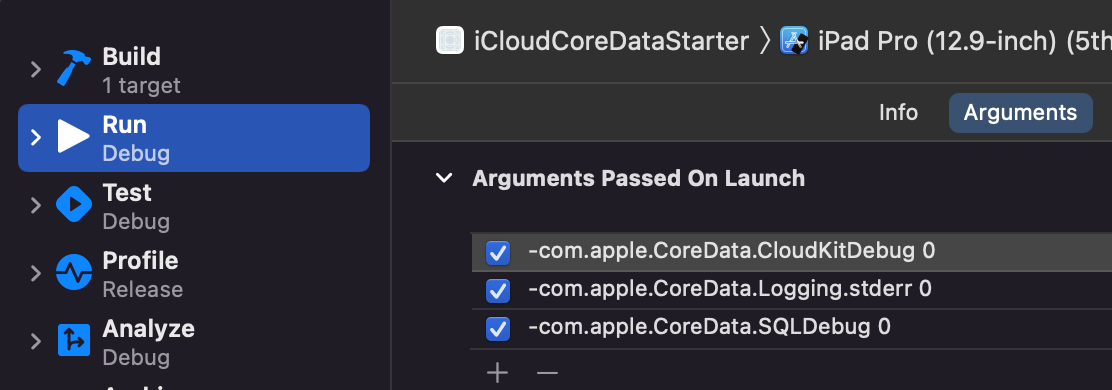 Build
1 target
Run
Debug
Test
Debug
Profile
Release
Analyze
Debug
iCloudCoreDataStarter 〉 iPad Pro (12.9-inch) (5th
Info Arguments
Arguments Passed On Launch
-com.apple.CoreData.CloudKitDebug 0
-com.apple.CoreData.Logging.stderr 0
-com.apple.CoreData.SQLDebug 0